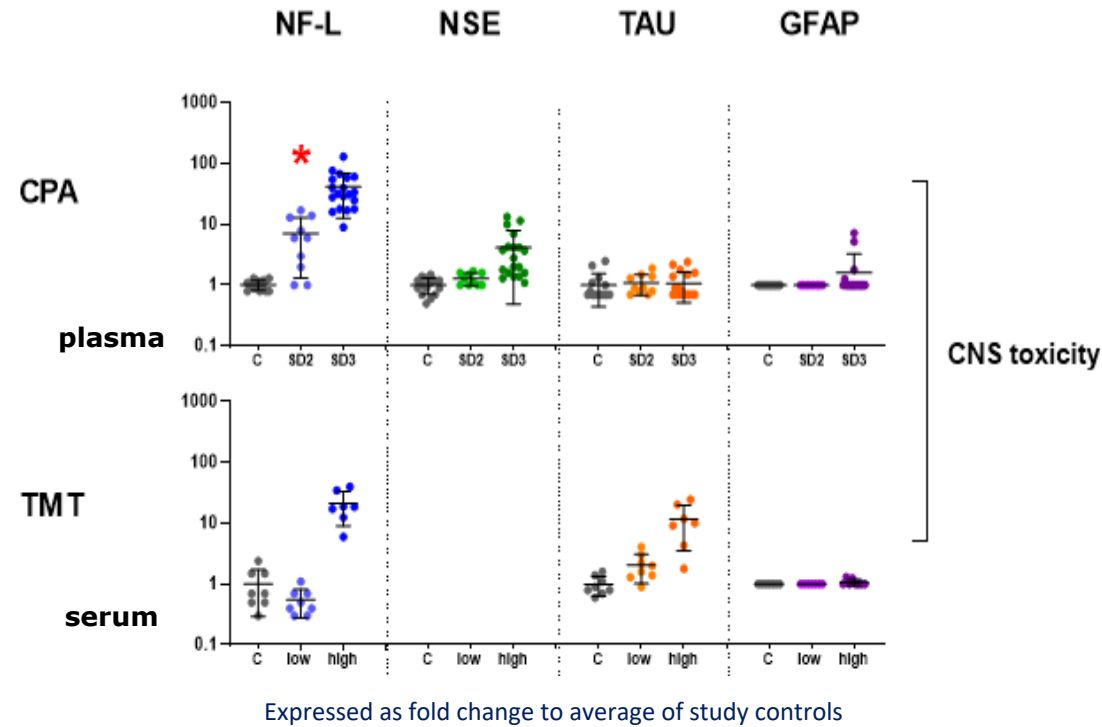 NF-L NSE TAU GFAP
1000
100
10
1
0.1
*
CPA
plasma
C SD2 SD3 C SD2 SD3 C SD2 SD3 C SD2 SD3
CNS toxicity
1000
100
10
1
0.1
TMT
serum
C low high C low high C low high C low high
Expressed as fold change to average of study controls